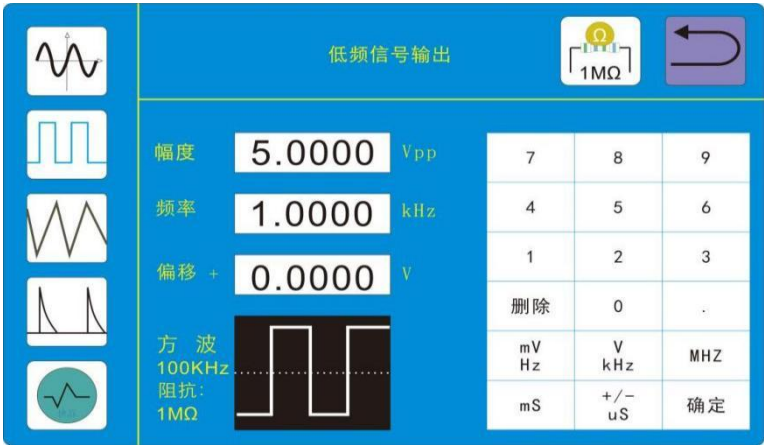 低频信号输出
Ω
1MΩ
幅度 5.0000 Vpp
频率 1.0000 kHz
偏移 + 0.0000 V
方 波
100KHz
阻抗:
1MΩ
7 8 9
4 5 6
1 2 3
删除 0 .
mV
Hz
V
kHz
MHZ
mS
+/-
uS
确定